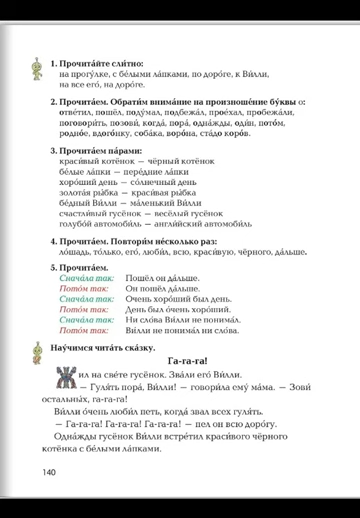 1. Прочита́йте сли́тно:
на прогу́лке, с бе́лыми ла́пками, по доро́ге, к Ви́лли,
на все его́, на доро́ге.
2. Прочита́ем. Обрати́м внима́ние на произноше́ние бу́квы о:
отве́тил, пошёл, поду́мал, подбежа́л, прое́хал, пробежа́ли,
поговори́ть, позови́, когда́, пора́, одна́жды, оди́н, пото́м,
родно́е, вдого́нку, соба́ка, воро́на, ста́до коро́в.
3. Прочита́ем па́рами:
краси́вый котёнок — чёрный котёнок
бе́лые ла́пки — пере́дние ла́пки
хоро́ший день — со́лнечный день
золота́я ры́бка — краси́вая ры́бка
бе́дный Ви́лли — ма́ленький Ви́лли
счастли́вый гусёнок — весёлый гусёнок
голубо́й автомоби́ль — англи́йский автомоби́ль
4. Прочита́ем. Повтори́м не́сколько раз:
ло́шадь, то́лько, его́, люби́л, всю, краси́вую, чёрного, да́льше.
5. Прочита́ем.
Снача́ла так: Пошёл он да́льше.
Пото́м так: Он пошёл да́льше.
Снача́ла так: О́чень хоро́ший был день.
Пото́м так: День был о́чень хоро́ший.
Снача́ла так: Ни сло́ва Ви́лли не по́нимал.
Пото́м так: Ви́лли не по́нимал ни сло́ва.
Нау́чимся чита́ть ска́зку.
Га-га-га!
Жил на све́те гусёнок. Зва́ли его́ Ви́лли.
— Гуля́ть пора́, Ви́лли! — говори́ла ему́ ма́ма. — Зови́
остальны́х, га-га-га!
Ви́лли о́чень люби́л петь, когда́ звал всех гуля́ть.
— Га-га-га! Га-га-га! Га-га-га! — пел он всю доро́гу.
Одна́жды гусёнок Ви́лли встре́тил краси́вого чёрного
котёнка с бе́лыми ла́пками.
140